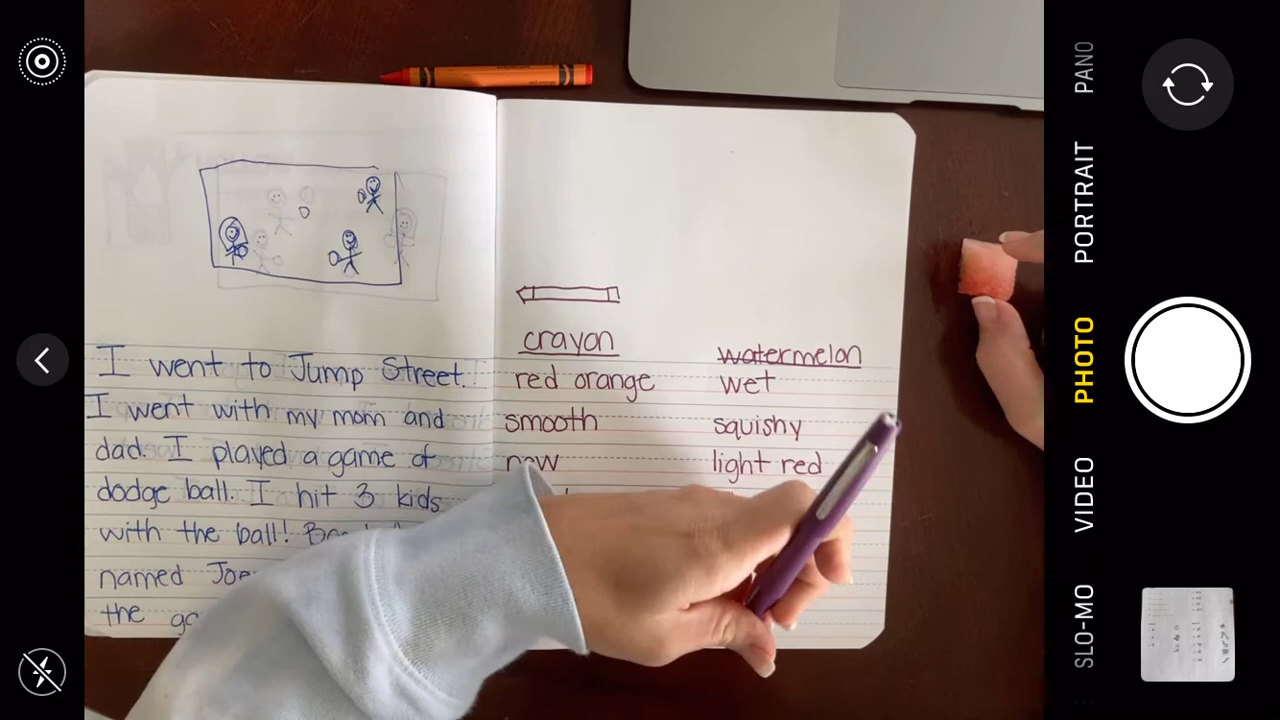 I went to Jump Street.
I went with my mom and
dad. I played a game of
dodge ball. I hit 3 kids
with the ball!
named Joe
the
crayon
red orange
smooth
new
watermelon
wet
squishy
light red
PANO
PORTRAIT
PHOTO
VIDEO
SLO-MO